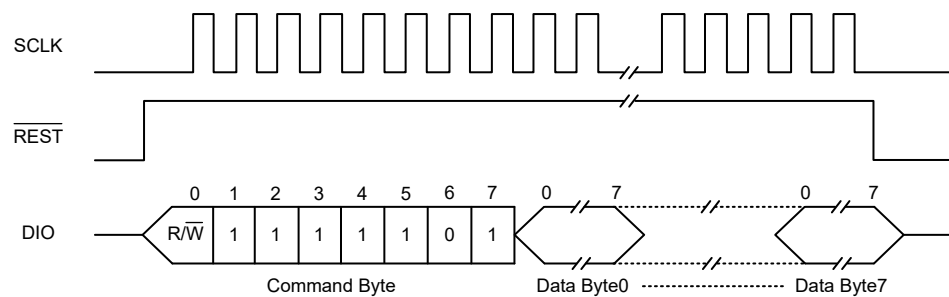 SCLK
REST
0 1 2 3 4 5 6 7 0 7 0 7
DIO R/W 1 1 1 1 1 0 1
Command Byte Data Byte0 Data Byte7